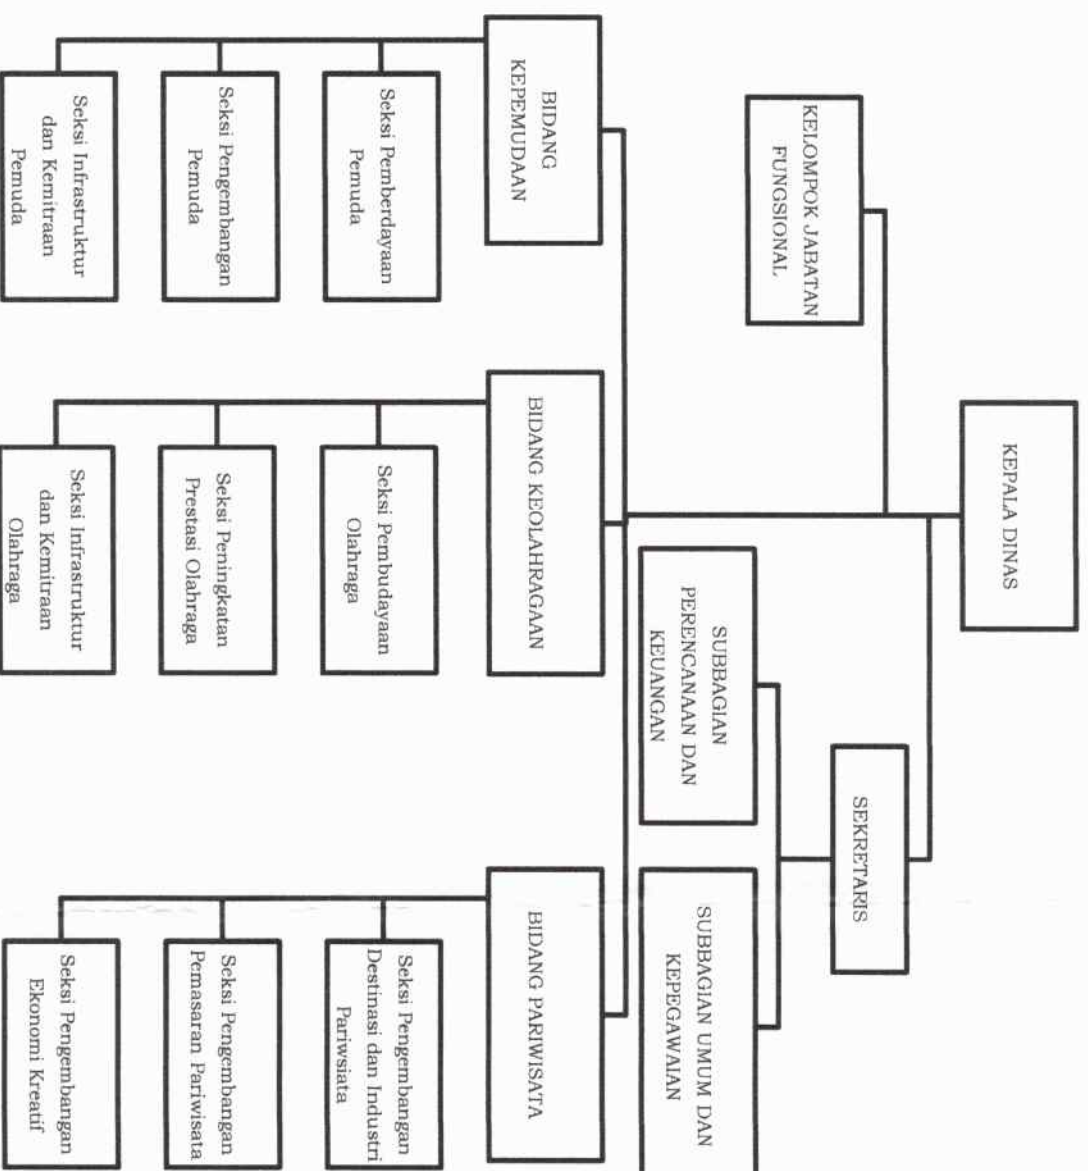 KEPALA DINAS
KELOMPOK JABATAN
FUNGSIONAL
SEKRETARIS
SUBBAGIAN
PERENCANAAN DAN
KEUANGAN
SUBBAGIAN UMUM DAN
KEPEGAWAIAN
BIDANG
KEPEMUDAAN
BIDANG KEOLAHRAGAAN
BIDANG PARIWISATA
Seksi Pemberdayaan
Pemuda
Seksi Pengembangan
Pemuda
Seksi Infrastruktur
dan Kemitraan
Pemuda
Seksi Pembudayaan
Olahraga
Seksi Peningkatan
Prestasi Olahraga
Seksi Infrastruktur
dan Kemitraan
Olahraga
Seksi Pengembangan
Destinasi dan Industri
Pariwsiata
Seksi Pengembangan
Pemasaran Pariwisata
Seksi Pengembangan
Ekonomi Kreatif